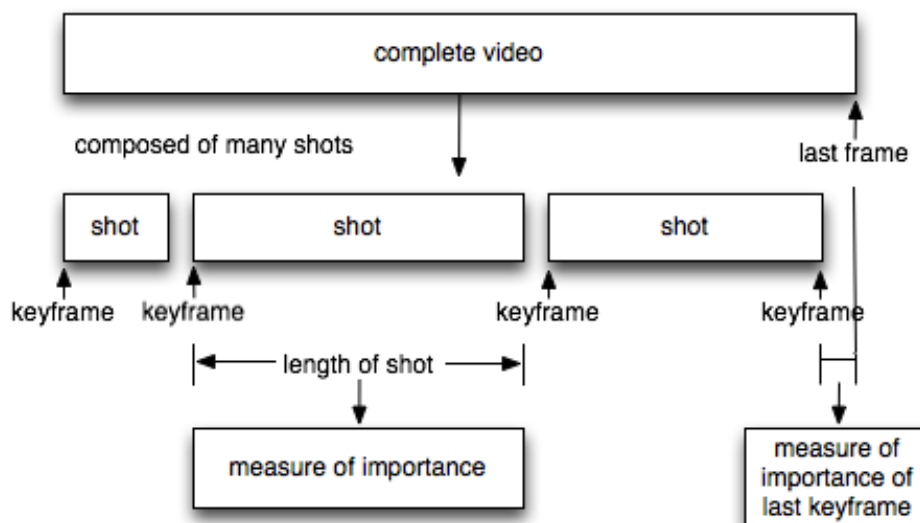 complete video
composed of many shots
last frame
shot
shot
shot
keyframe
keyframe
keyframe
keyframe
length of shot
measure of importance
measure of
importance of
last keyframe